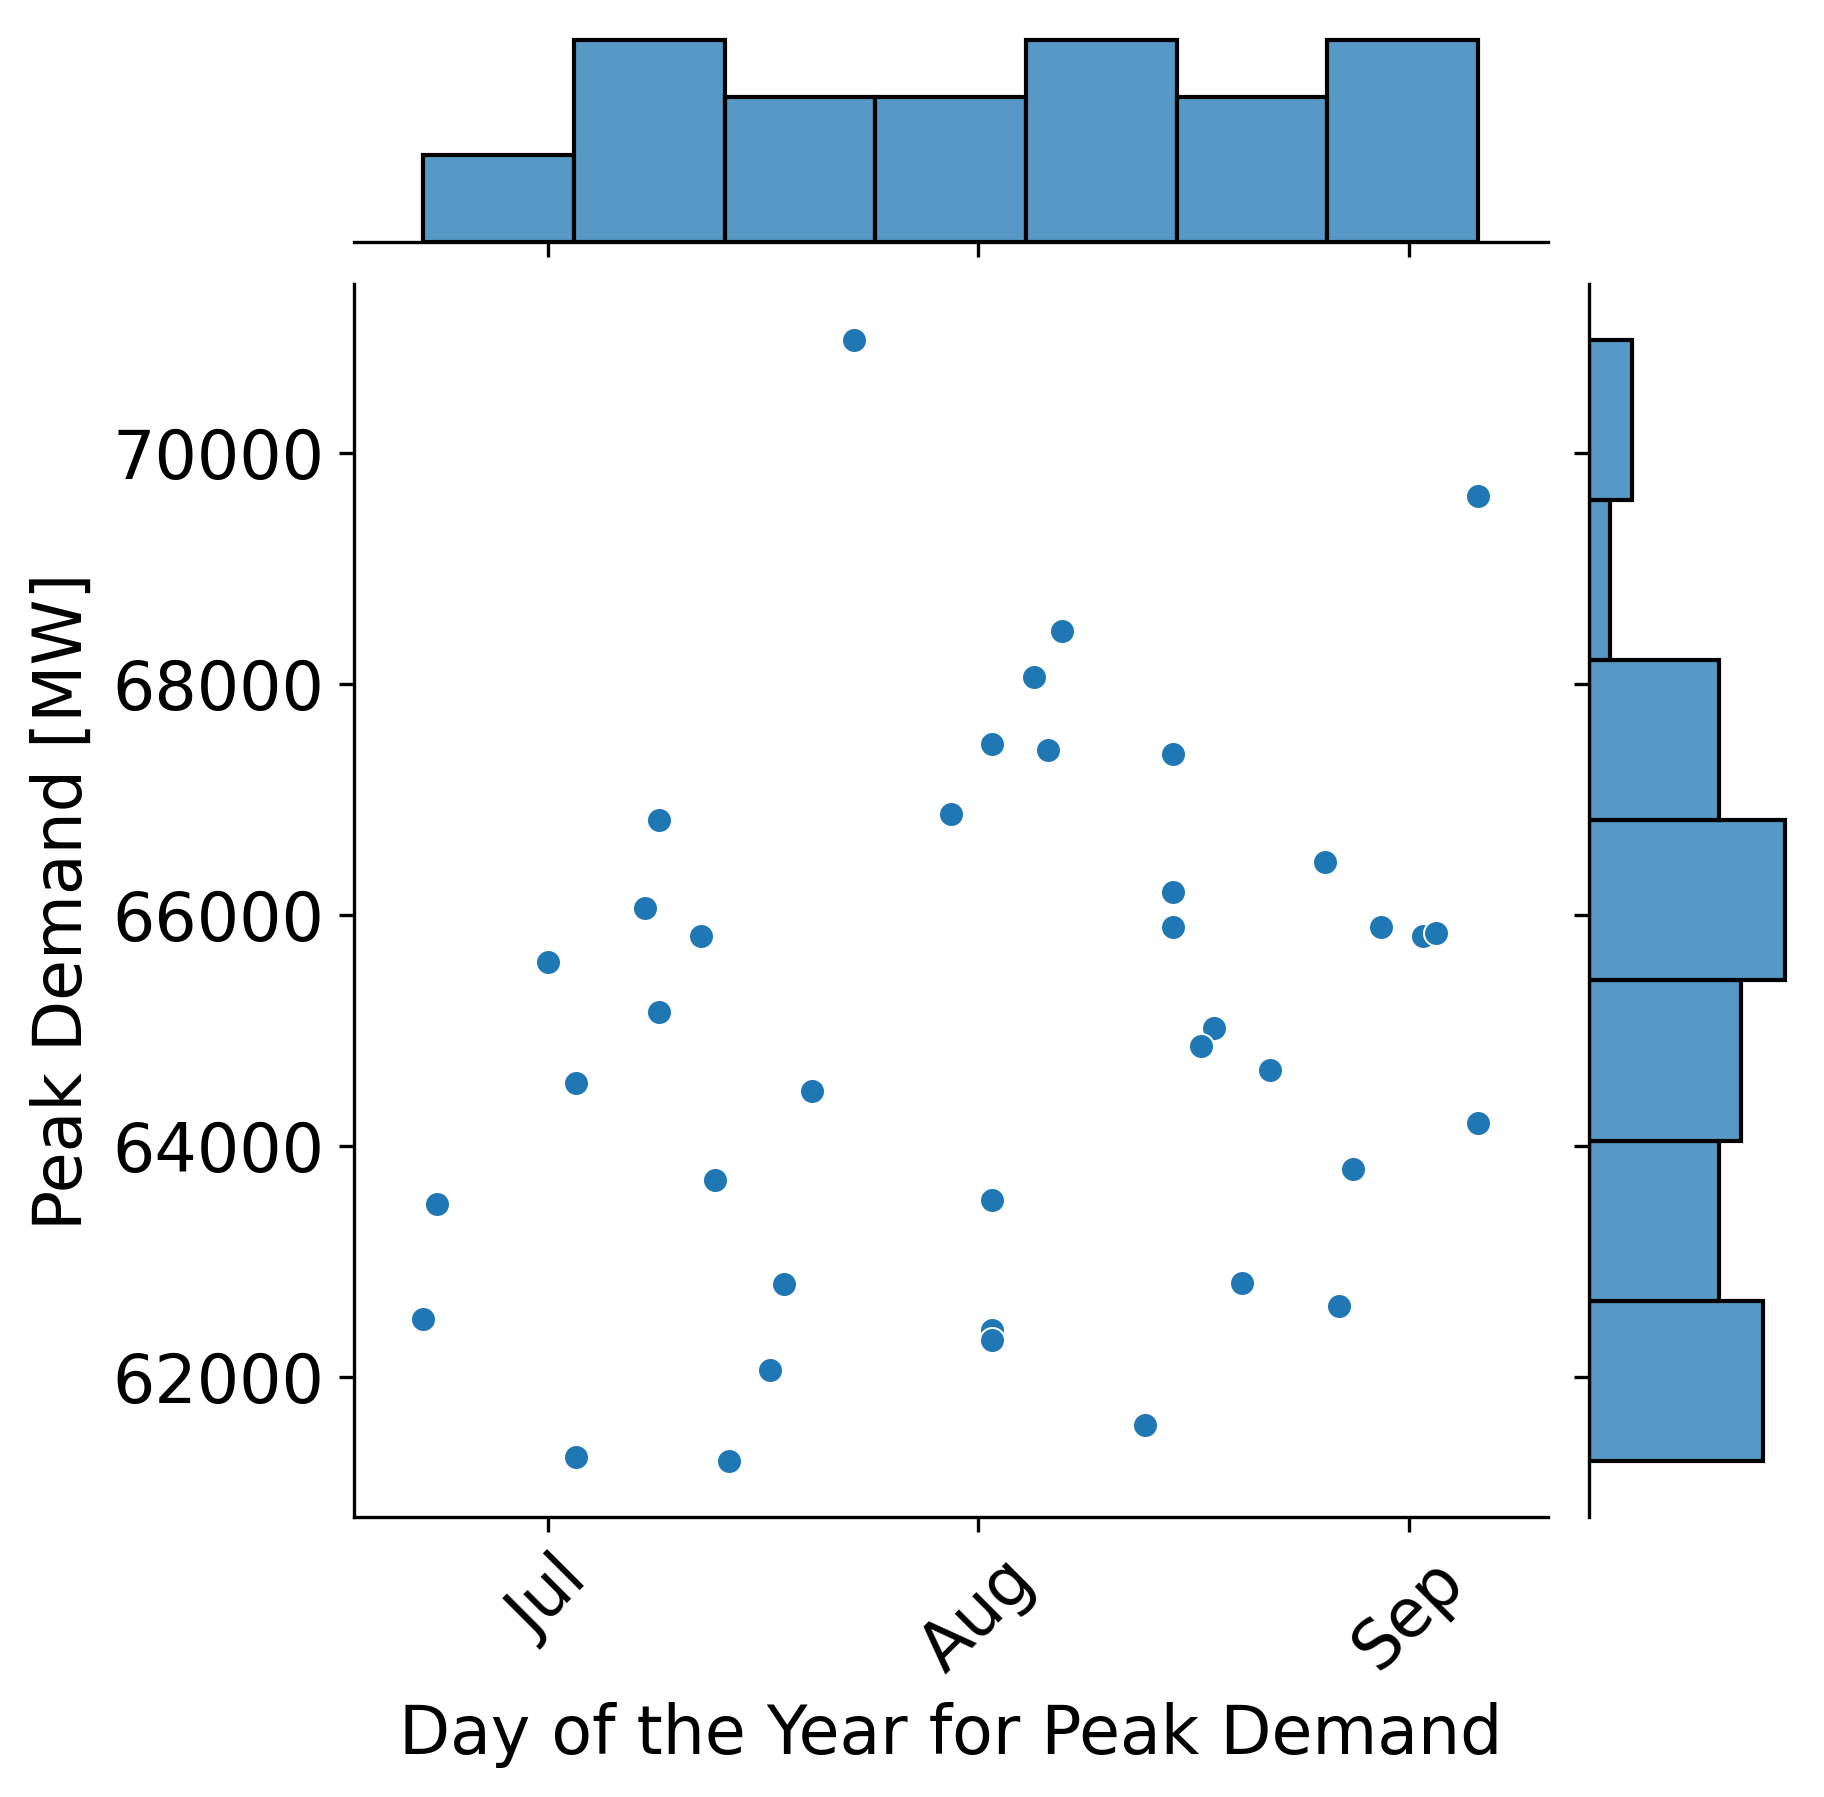 70000
68000
66000
64000
62000
Peak Demand [MW]
Jul
Aug
Sep
Day of the Year for Peak Demand